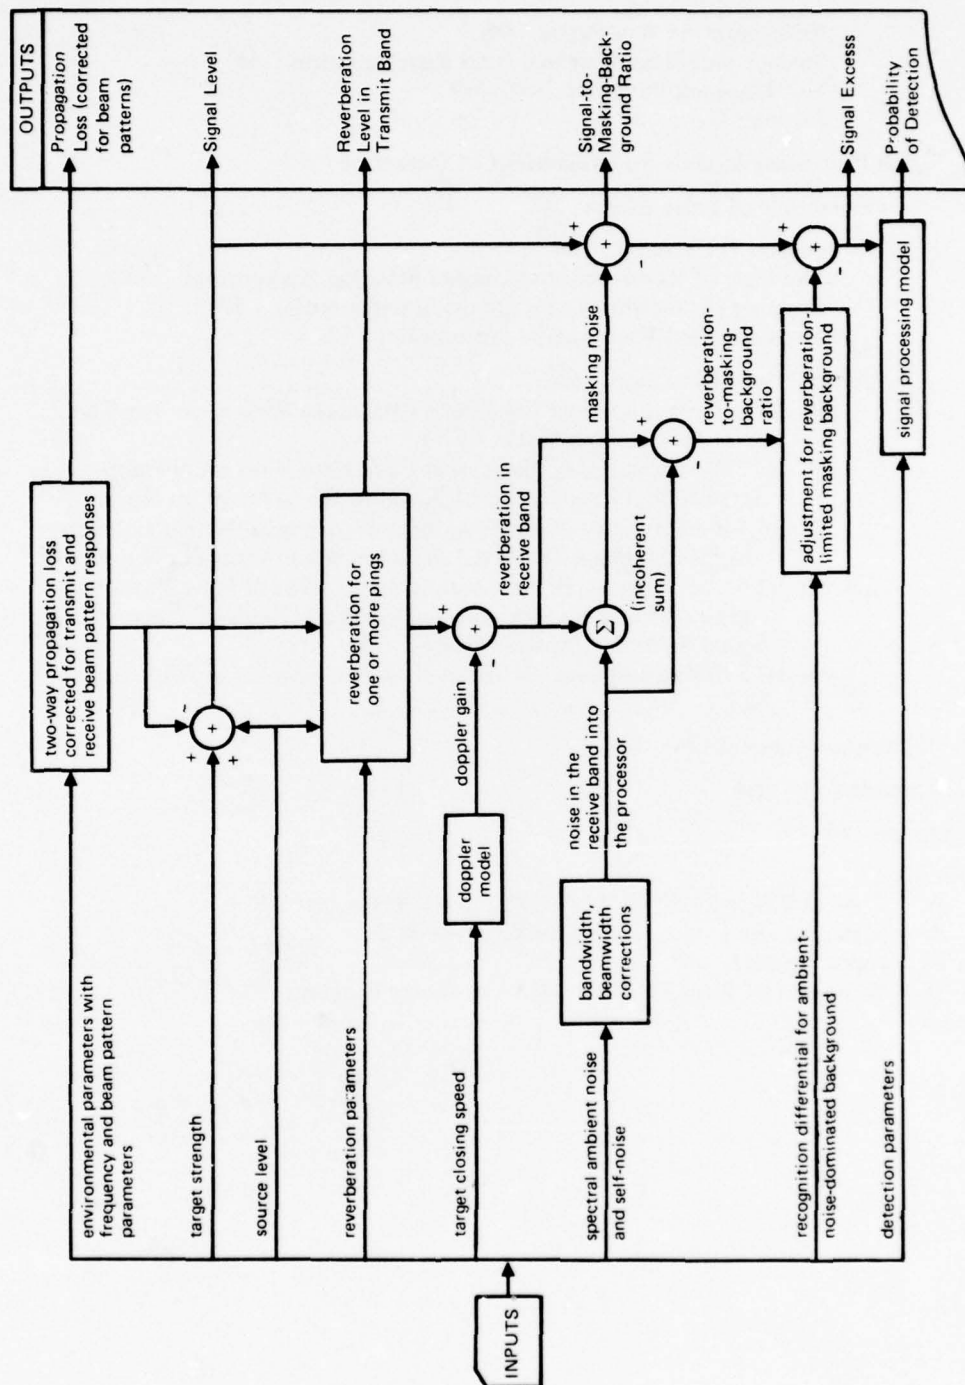 OUTPUTS
Propagation
Loss (corrected
for beam
patterns)
Signal Level
Reverberation
Level in
Transmit Band
Signal-to
Masking-Back-
ground Ratio
Signal Excess
Probability
of Detection
two-way propagation loss
corrected for transmit and
receive beam pattern responses
-
+
+
+
reverberation for
one or more pings
+
+
-
reverberation in
receive band
doppler gain
doppler
model
Σ
(incoherent
sum)
masking noise
+
+
-
+
+
-
reverberation-
to-masking-
background
ratio
+
+
-
adjustment for reverberation-
limited masking background
signal processing model
noise in the
receive band into
the processor
bandwidth,
beamwidth
corrections
environmental parameters with
frequency and beam pattern
parameters
target strength
source level
reverberation parameters
target closing speed
spectral ambient noise
and self-noise
recognition differential for ambient-
noise-dominated background
detection parameters
INPUTS